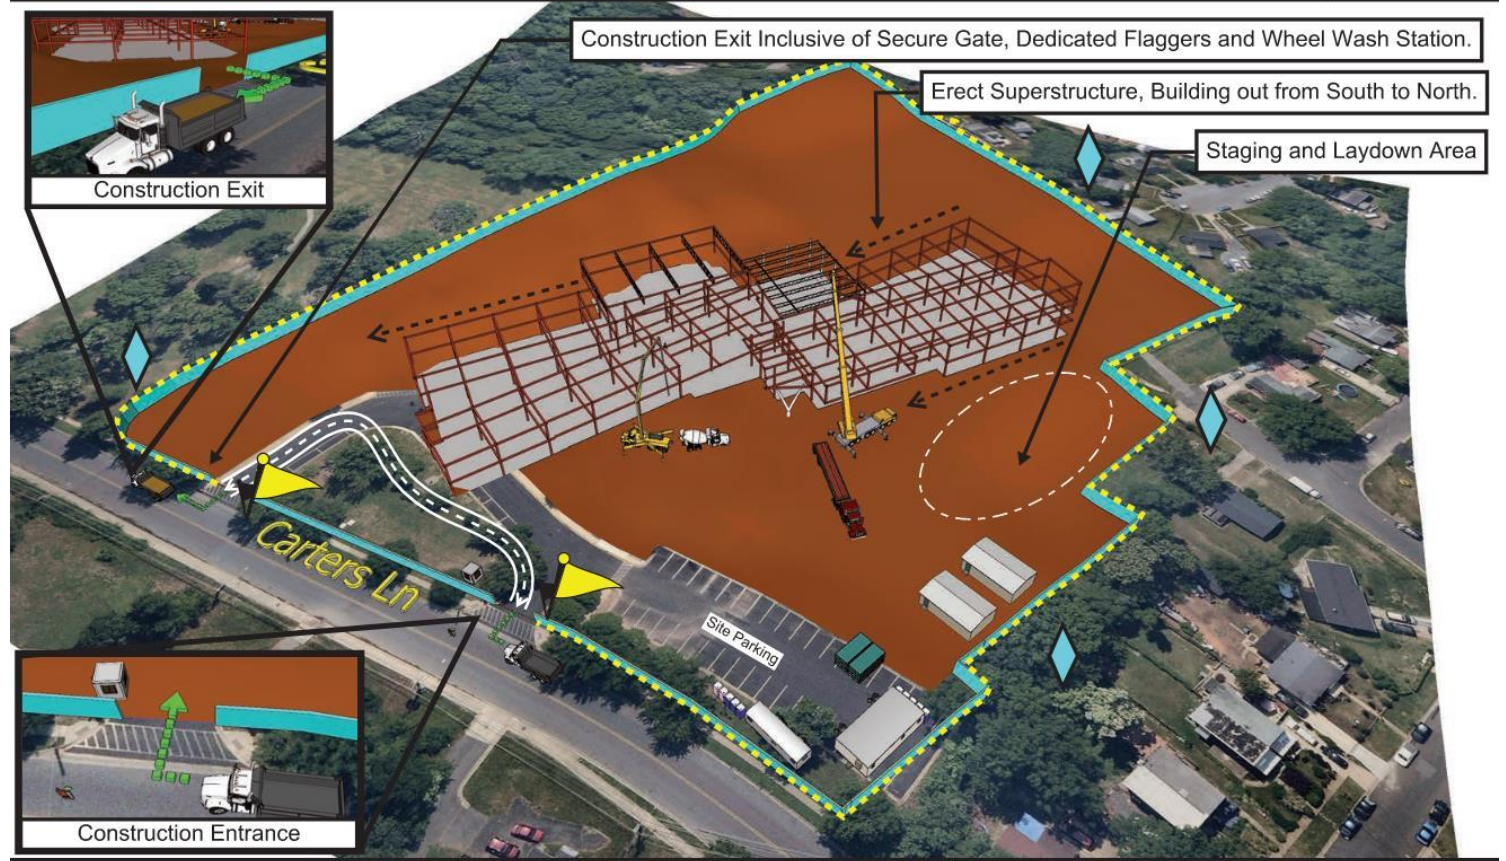 Construction Exit Inclusive of Secure Gate, Dedicated Flaggers and Wheel Wash Station.
Erect Superstructure, Building out from South to North.
Staging and Laydown Area
Construction Exit
Carters Ln
Site Parking
Construction Entrance